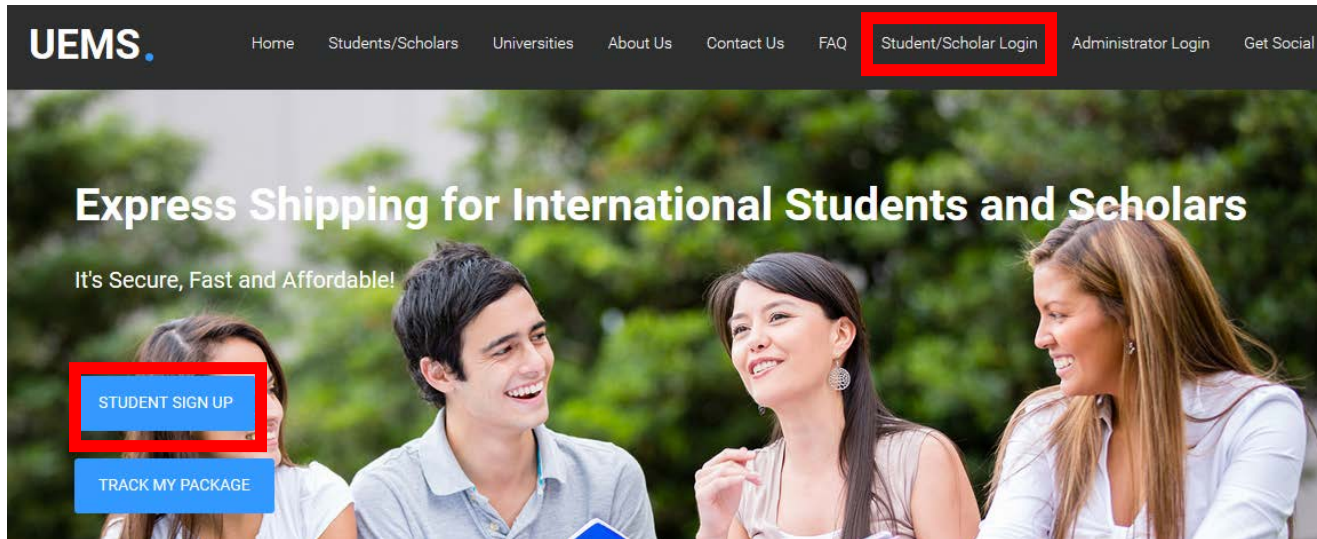 UEMS.
Home Students/Scholars Universities About Us Contact Us FAQ Student/Scholar Login Administrator Login Get Social
Express Shipping for International Students and Scholars
It's Secure, Fast and Affordable!
STUDENT SIGN UP
TRACK MY PACKAGE